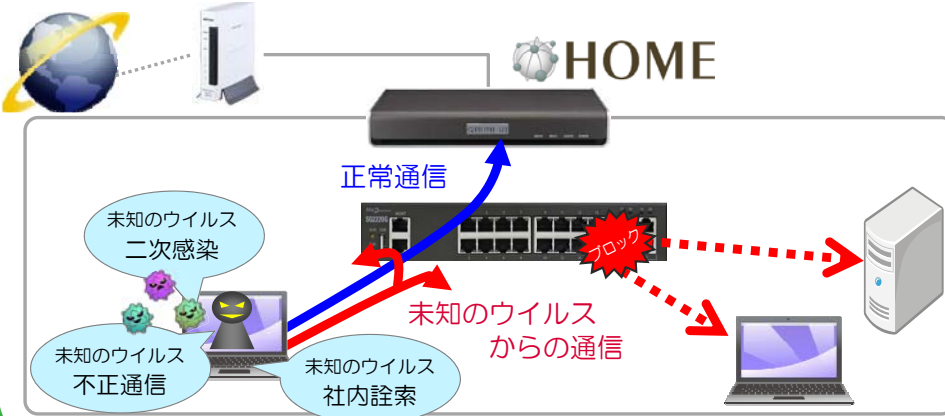 HOME
正常通信
SG2220G
ブロック
未知のウイルス
二次感染
未知のウイルス
からの通信
未知のウイルス
不正通信
未知のウイルス
社内詮索